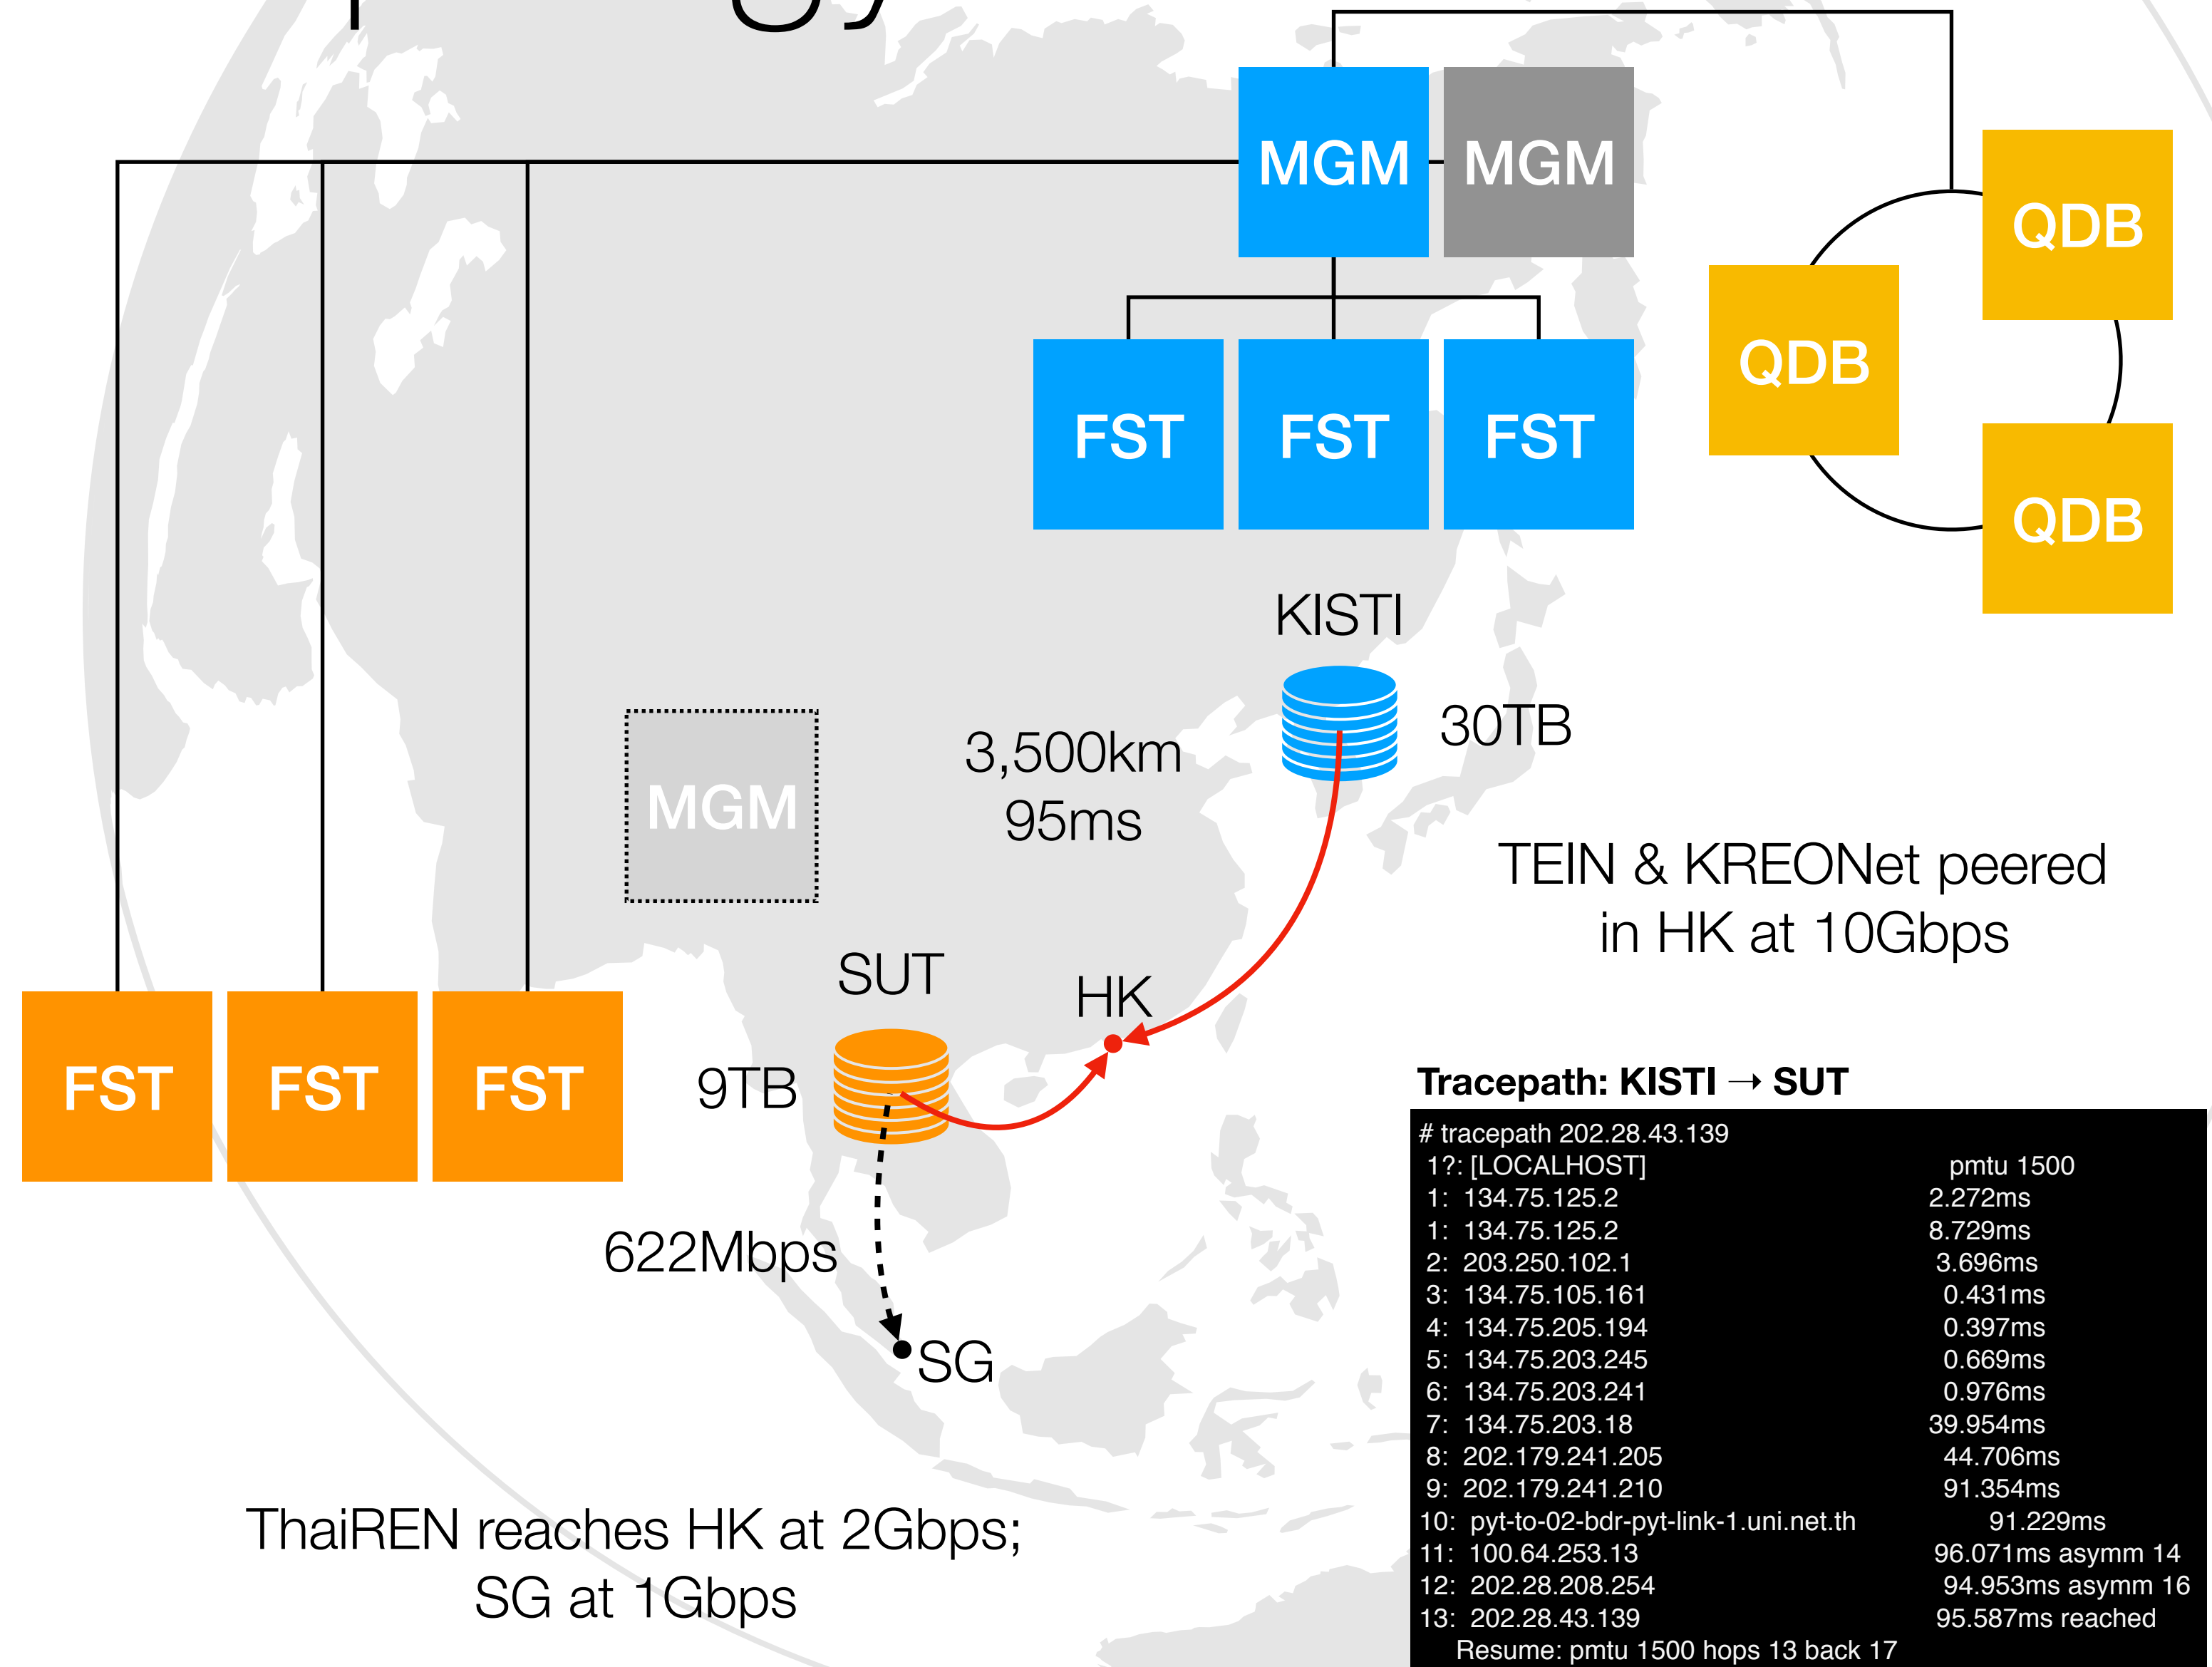 MGM MGM
QDB
QDB
QDB
FST FST FST
KISTI
30TB
3,500km
95ms
MGM
TEIN & KREONet peered
in HK at 10Gbps
SUT
HK
9TB
FST FST FST
622Mbps
SG
ThaiREN reaches HK at 2Gbps;
SG at 1Gbps
Tracepath: KISTI → SUT
# tracepath 202.28.43.139
1?: [LOCALHOST] pmtu 1500
1: 134.75.125.2 2.272ms
1: 134.75.125.2 8.729ms
2: 203.250.102.1 3.696ms
3: 134.75.105.161 0.431ms
4: 134.75.205.194 0.397ms
5: 134.75.203.245 0.669ms
6: 134.75.203.241 0.976ms
7: 134.75.203.18 39.954ms
8: 202.179.241.205 44.706ms
9: 202.179.241.210 91.354ms
10: pyt-to-02-bdr-pyt-link-1.uni.net.th 91.229ms
11: 100.64.253.13 96.071ms asymm 14
12: 202.28.208.254 94.953ms asymm 16
13: 202.28.43.139 95.587ms reached
Resume: pmtu 1500 hops 13 back 17